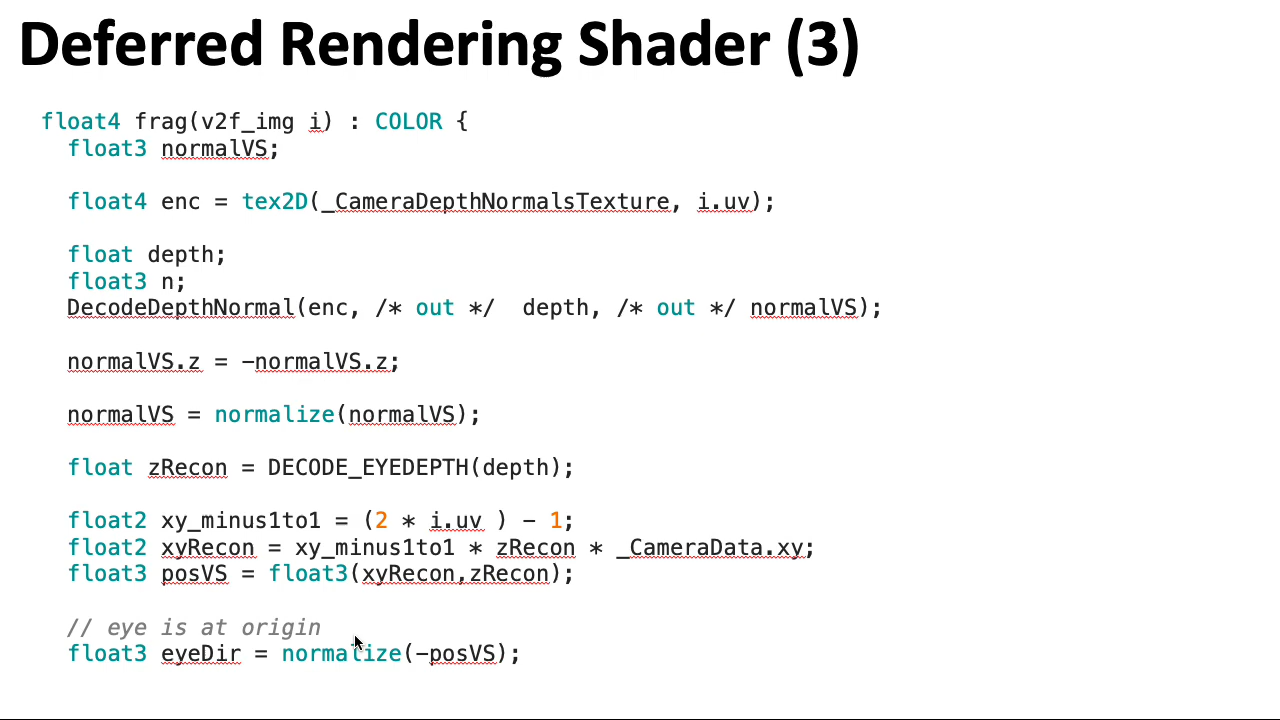 Deferred Rendering Shader (3)
float4 frag(v2f_img i) : COLOR {
float3 normalVS;
float4 enc = tex2D(_CameraDepthNormalsTexture, i.uv);
float depth;
float3 n;
DecodeDepthNormal(enc, /* out */  depth, /* out */ normalVS);
normalVS.z = -normalVS.z;
normalVS = normalize(normalVS);
float zRecon = DECODE_EYEDEPTH(depth);
float2 xy_minus1to1 = (2 * i.uv ) - 1;
float2 xyRecon = xy_minus1to1 * zRecon * _CameraData.xy;
float3 posVS = float3(xyRecon,zRecon);
// eye is at origin
float3 eyeDir = normalize(-posVS);